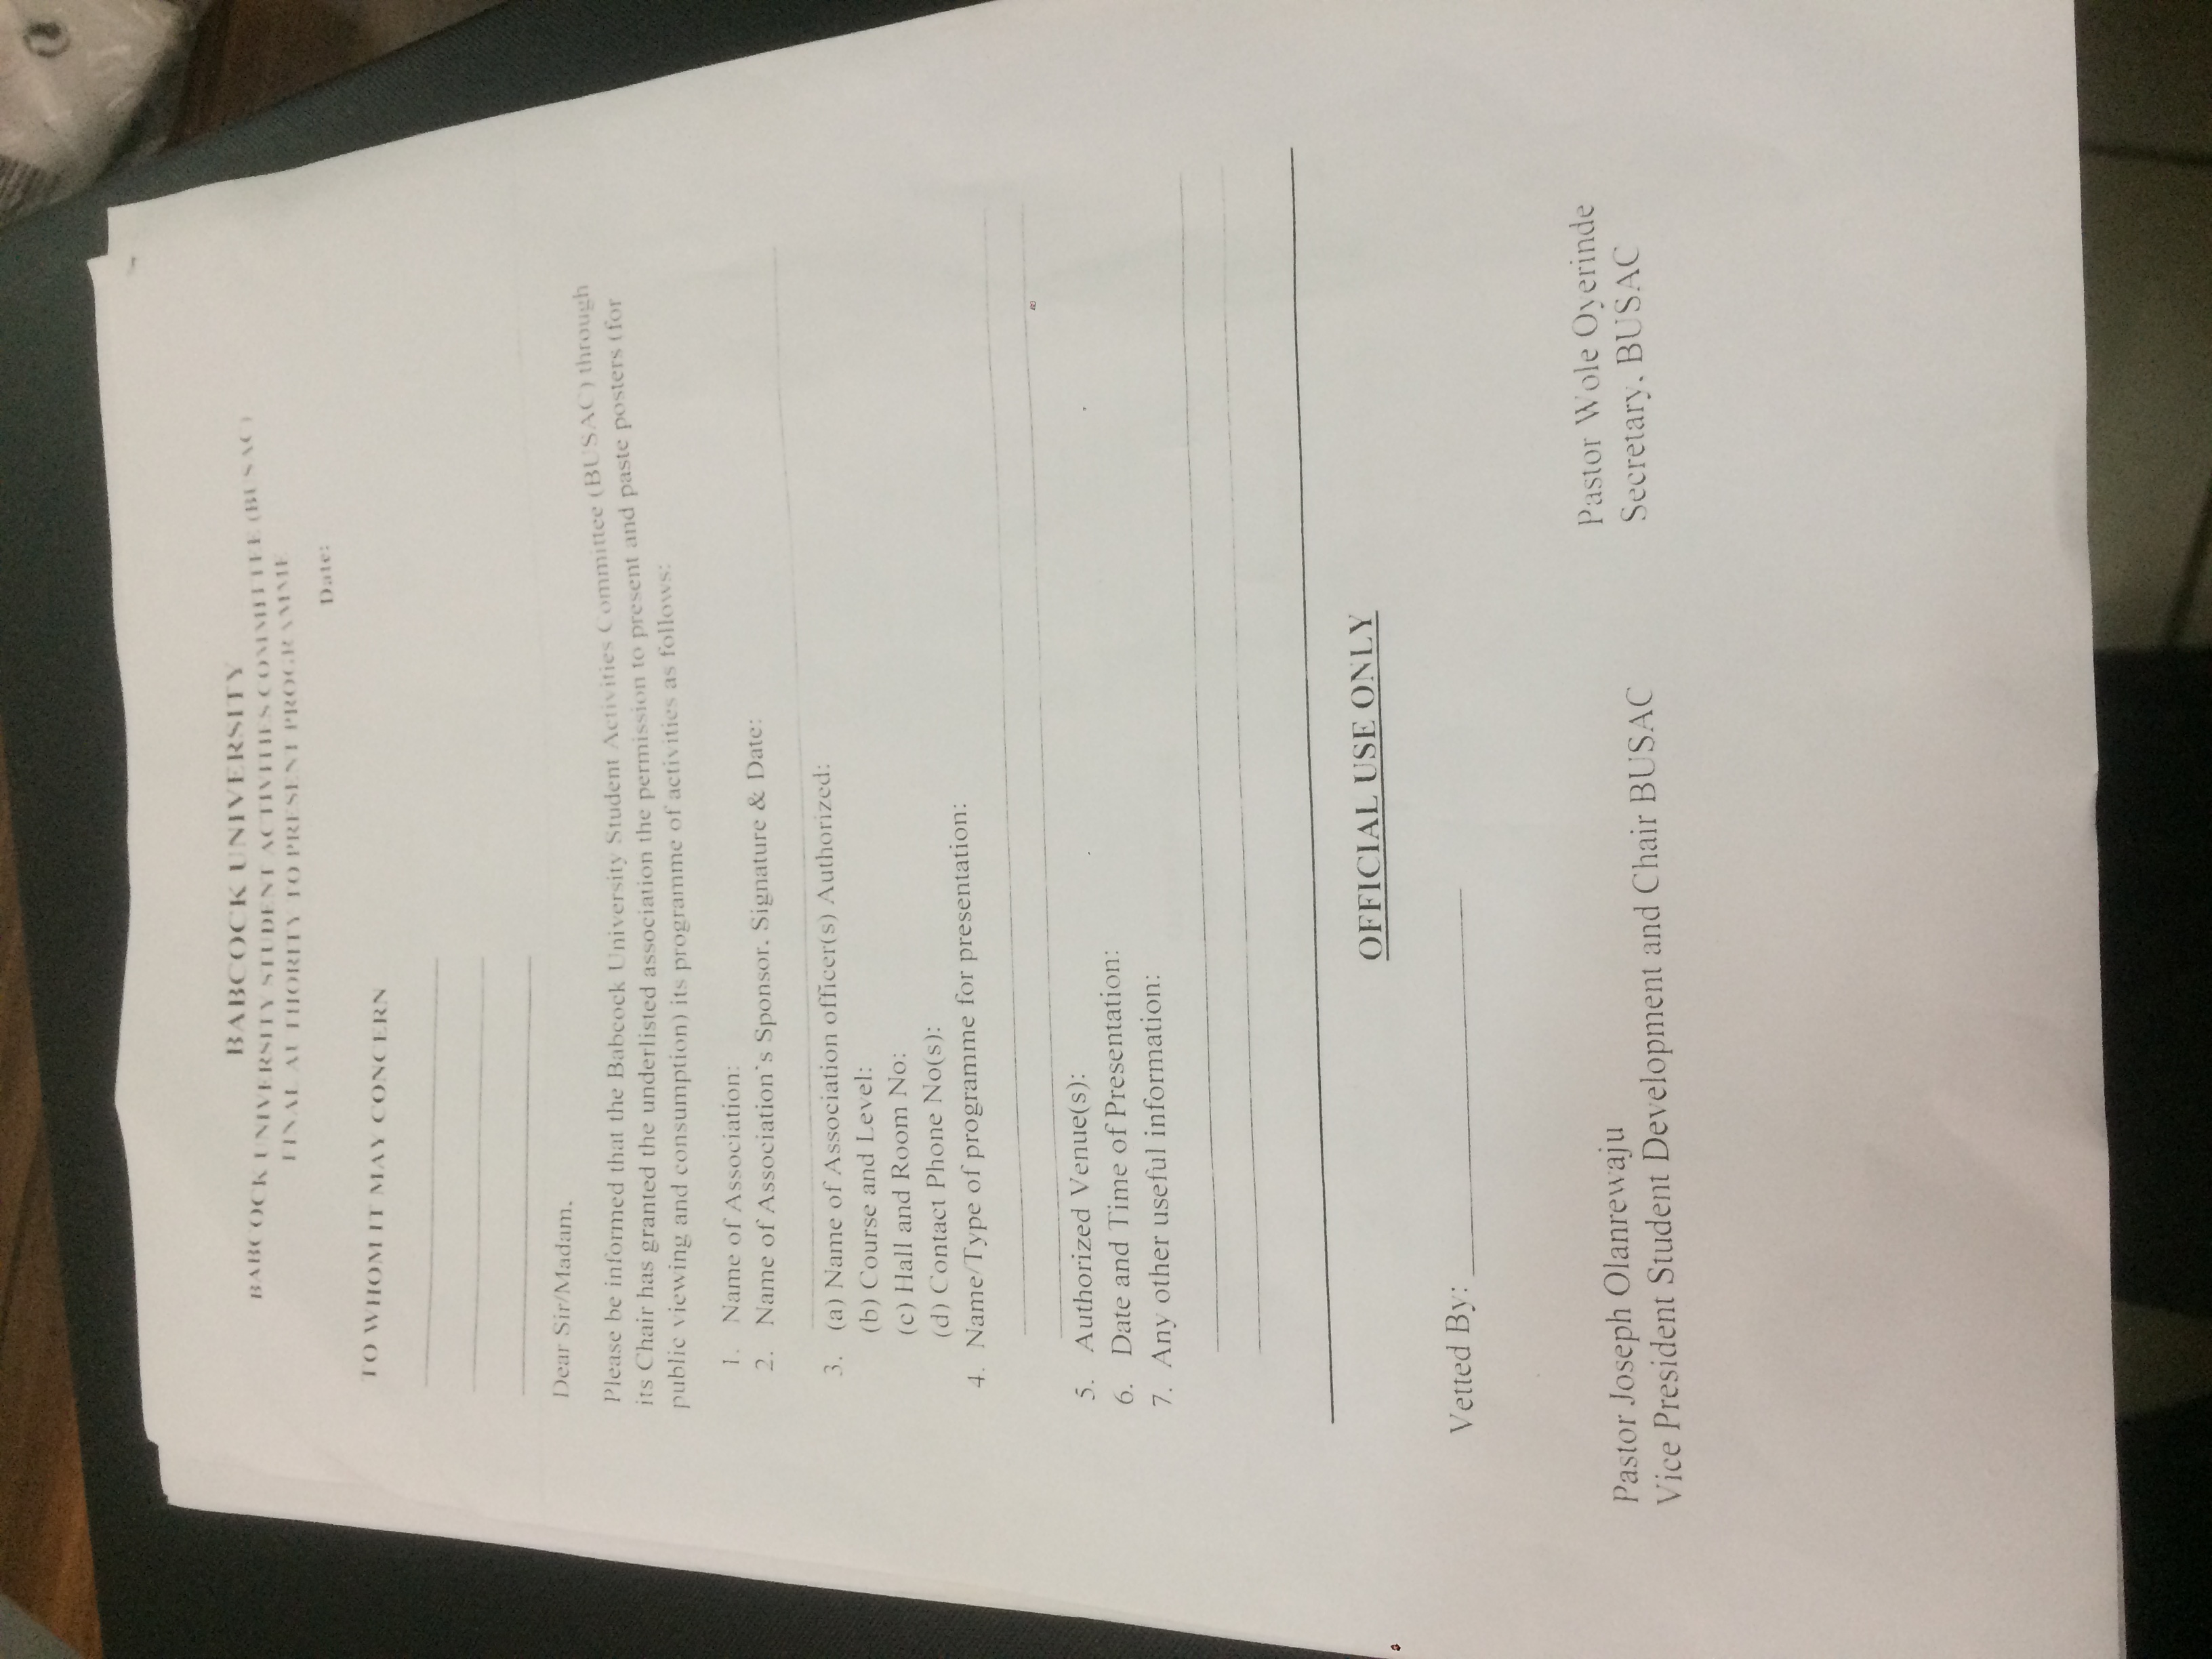 BABCOCK UNIVERSITY
BABCOCK UNIVERSITY STUDENT ACTIVITIES COMMITTEE (BUSAC)
FINAL AUTHORITY TO PRESENT PROGRAMME
Date:
TO WHOM IT MAY CONCERN
Dear Sir/Madam,
Please be informed that the Babcock University Student Activities Committee (BUSAC) through
its Chair has granted the underlisted association the permission to present and paste posters (for
public viewing and consumption) its programme of activities as follows:
1. Name of Association:
2. Name of Association's Sponsor, Signature & Date:
3. (a) Name of Association officer(s) Authorized:
(b) Course and Level:
(c) Hall and Room No:
(d) Contact Phone No(s):
4. Name/Type of programme for presentation:
5. Authorized Venue(s):
6. Date and Time of Presentation:
7. Any other useful information:
OFFICIAL USE ONLY
Vetted By:
Pastor Joseph Olanrewaju
Vice President Student Development and Chair BUSAC
Pastor Wole Oyerinde
Secretary, BUSAC